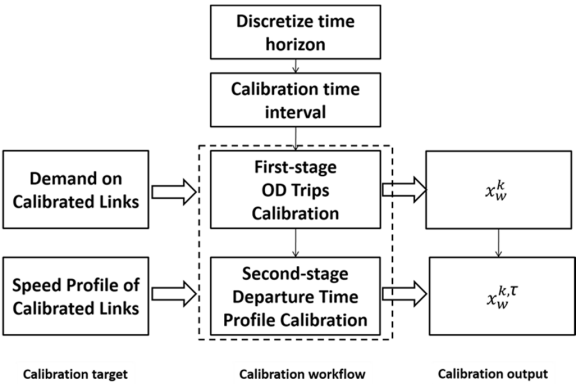 Discretize time
horizon
Calibration time
interval
Demand on
Calibrated Links
First-stage
OD Trips
Calibration
x_w^k
Speed Profile of
Calibrated Links
Second-stage
Departure Time
Profile Calibration
x_w^{k,τ}
Calibration target
Calibration workflow
Calibration output